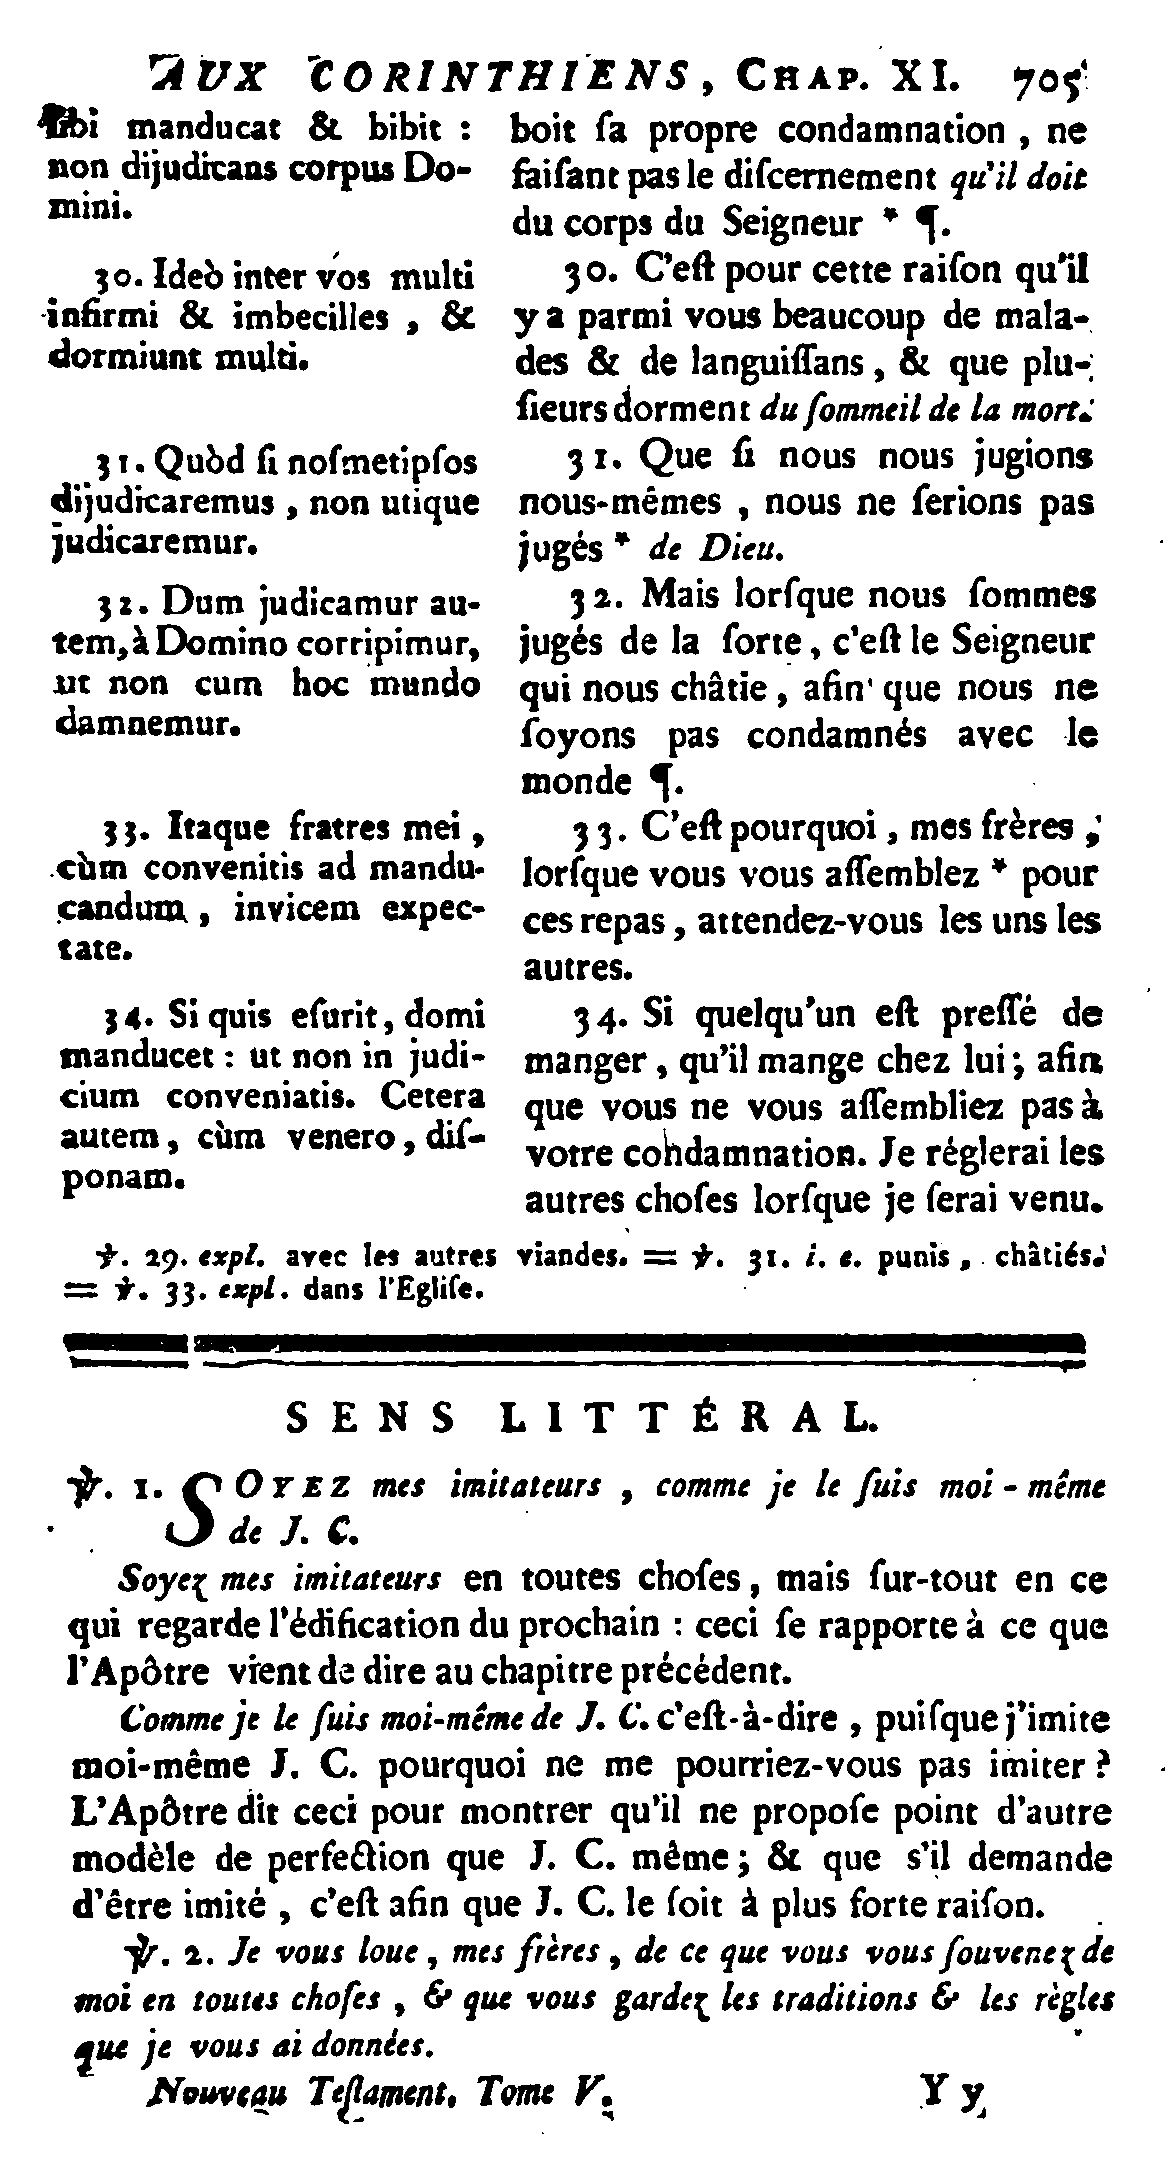 AUX CORINTHIENS, CHAP. XI. 705
sibi manducat & bibit :
non dijudicans corpus Do-
mini.
30. Ideò inter vos multi
infirmi & imbecilles , &
dormiunt multi.
31. Quòd ſi noſmetipſos
dijudicaremus , non utique
judicaremur.
32. Dum judicamur au-
tem, à Domino corripimur,
ut non cum hoc mundo
damnemur.
33. Itaque fratres mei ,
cùm convenitis ad mandu-
candum , invicem expec-
tate.
34. Si quis eſurit, domi
manducet : ut non in judi-
cium conveniatis. Cetera
autem , cùm venero , diſ-
ponam.
boit ſa propre condamnation , ne
faiſant pas le diſcernement qu'il doit
du corps du Seigneur * ¶.
30. C'eſt pour cette raiſon qu'il
y a parmi vous beaucoup de mala-
des & de languiſſans , & que plu-
ſieurs dorment du ſommeil de la mort.
31. Que ſi nous nous jugions
nous-mêmes , nous ne ſerions pas
jugés * de Dieu.
32. Mais lorſque nous ſommes
jugés de la ſorte , c'eſt le Seigneur
qui nous châtie , afin que nous ne
ſoyons pas condamnés avec le
monde ¶.
33. C'eſt pourquoi , mes frères ,
lorſque vous vous aſſemblez * pour
ces repas , attendez-vous les uns les
autres.
34. Si quelqu'un eſt preſſé de
manger , qu'il mange chez lui ; afin
que vous ne vous aſſembliez pas à
votre condamnation. Je réglerai les
autres choſes lorſque je ſerai venu.
℣. 29. expl. avec les autres viandes. = ℣. 31. i. e. punis , châtiés.
= ℣. 33. expl. dans l'Egliſe.
SENS LITTÉRAL.
℣. 1. SOYEZ mes imitateurs , comme je le ſuis moi-même
de J. C.
Soyez mes imitateurs en toutes choſes , mais ſur-tout en ce
qui regarde l'édification du prochain : ceci ſe rapporte à ce que
l'Apôtre vient de dire au chapitre précédent.
Comme je le ſuis moi-même de J. C. c'eſt-à-dire , puiſque j'imite
moi-même J. C. pourquoi ne me pourriez-vous pas imiter ?
L'Apôtre dit ceci pour montrer qu'il ne propoſe point d'autre
modèle de perfection que J. C. même ; & que s'il demande
d'être imité , c'eſt afin que J. C. le ſoit à plus forte raiſon.
℣. 2. Je vous loue , mes frères , de ce que vous vous ſouvenez de
moi en toutes choſes , & que vous gardez les traditions & les règles
que je vous ai données.
Nouveau Teſtament. Tome V. Y y